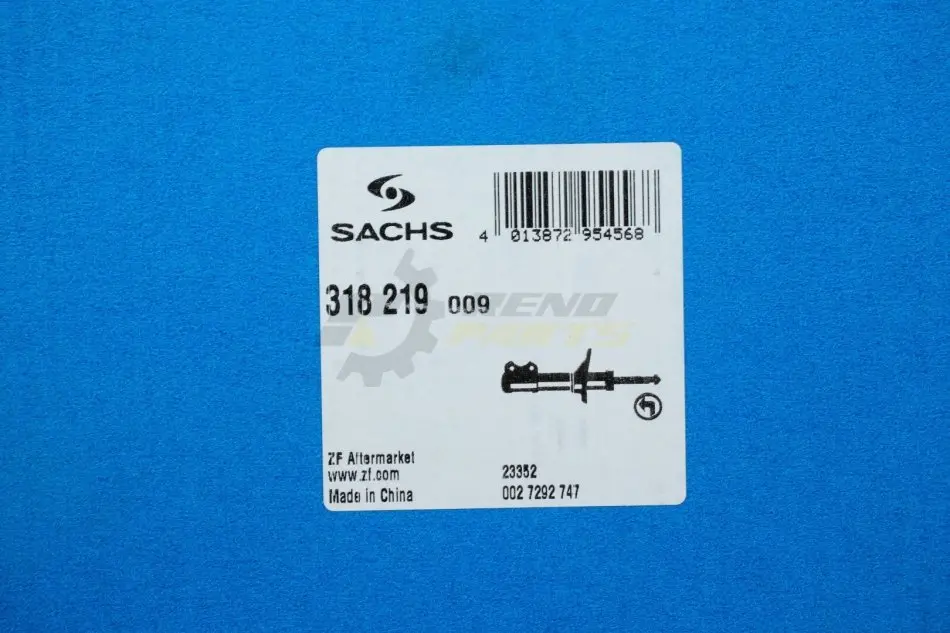 SACHS
4 013872 954568
318 219 009
ZENO
PARTS
ZF Aftermarket
www.zf.com
Made in China
23352
002 7292 747